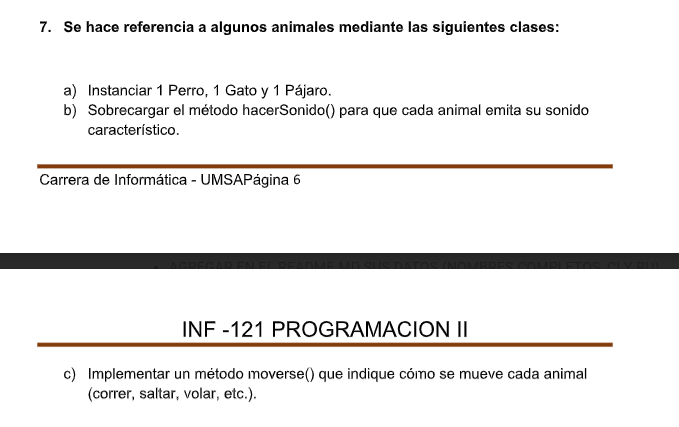 7. Se hace referencia a algunos animales mediante las siguientes clases:
a) Instanciar 1 Perro, 1 Gato y 1 Pájaro.
b) Sobrecargar el método hacerSonido() para que cada animal emita su sonido
característico.
Carrera de Informática - UMSAPágina 6
INF -121 PROGRAMACION II
c) Implementar un método moverse() que indique cómo se mueve cada animal
(correr, saltar, volar, etc.).